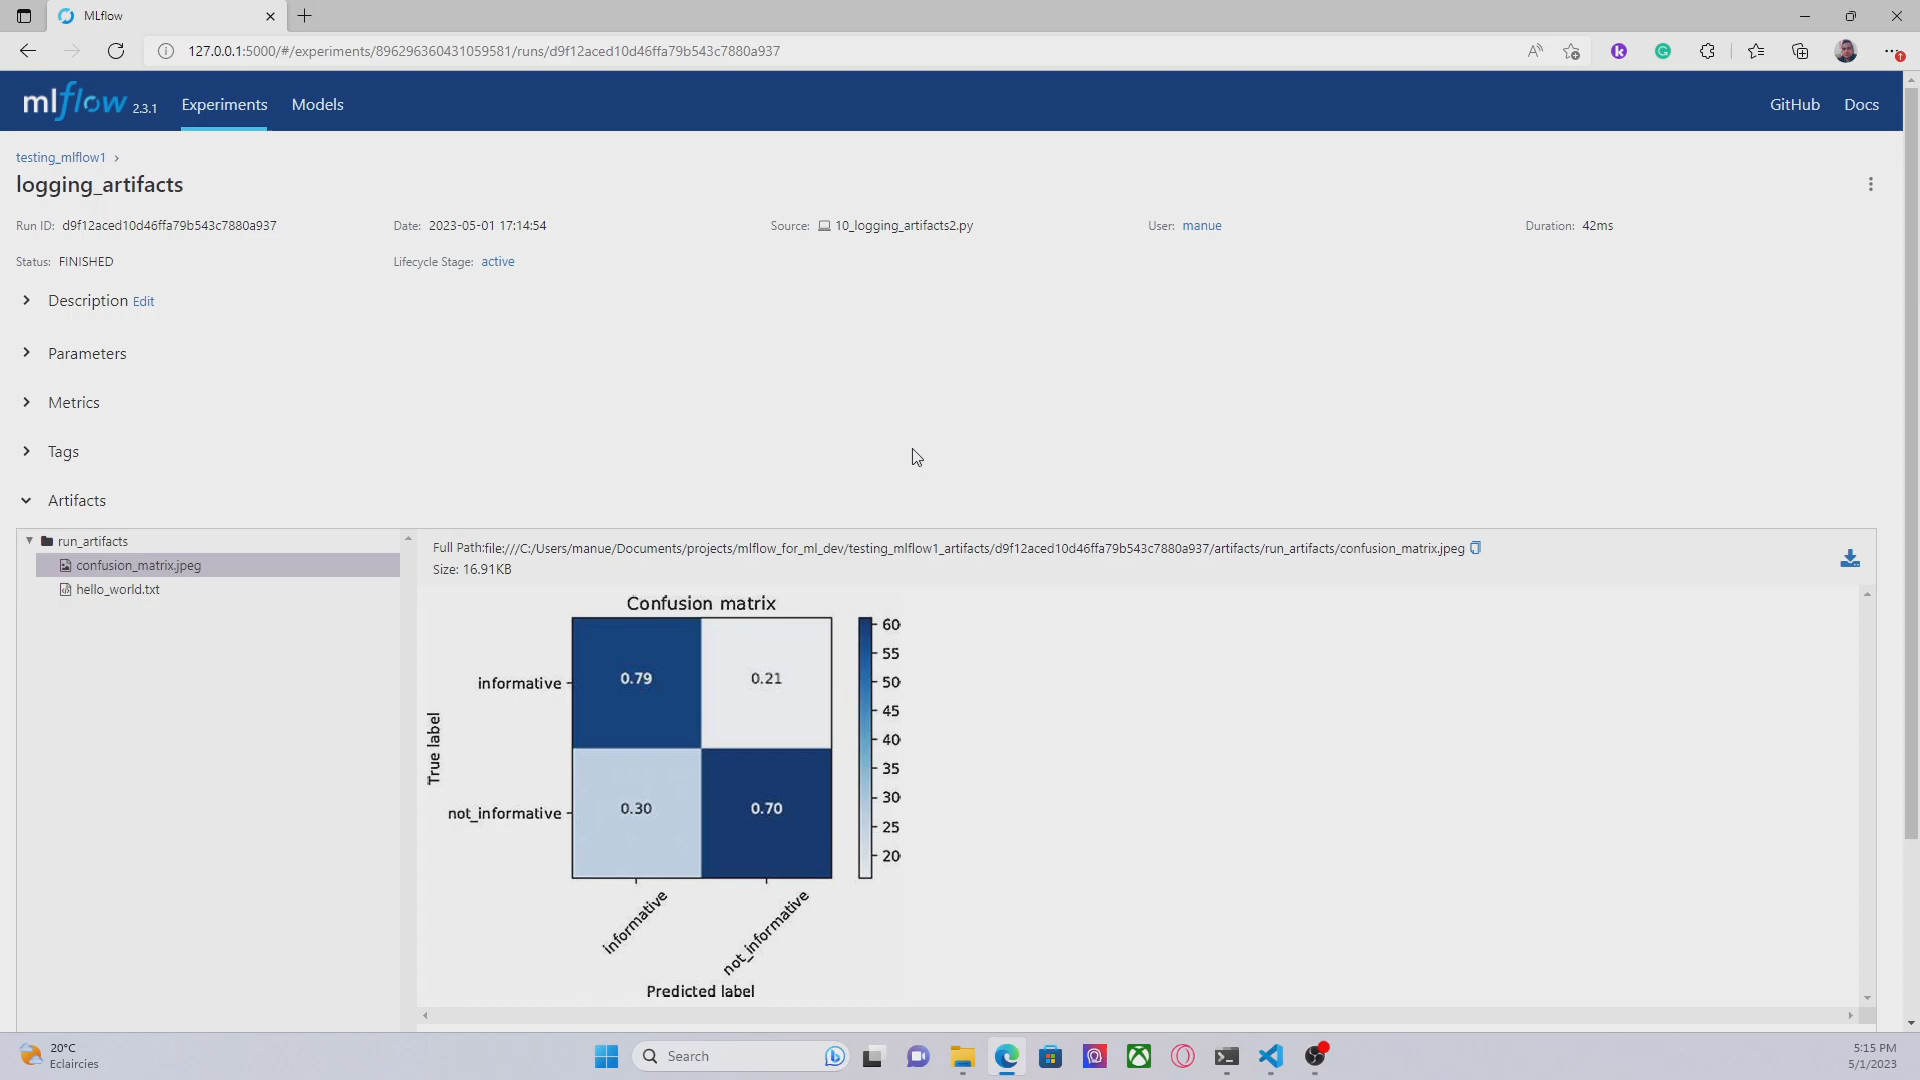 MLflow
127.0.0.1:5000/#/experiments/896296360431059581/runs/d9f12aced10d46ffa79b543c7880a937
mlflow 2.3.1 Experiments Models GitHub Docs
testing_mlflow1 ›
logging_artifacts
Run ID: d9f12aced10d46ffa79b543c7880a937 Date: 2023-05-01 17:14:54 Source: 10_logging_artifacts2.py User: manue Duration: 42ms
Status: FINISHED Lifecycle Stage: active
Description Edit
Parameters
Metrics
Tags
Artifacts
run_artifacts
confusion_matrix.jpeg
hello_world.txt
Full Path:file:///C:/Users/manue/Documents/projects/mlflow_for_ml_dev/testing_mlflow1_artifacts/d9f12aced10d46ffa79b543c7880a937/artifacts/run_artifacts/confusion_matrix.jpeg
Size: 16.91KB
Confusion matrix
True label
informative
not_informative
0.79 0.21
0.30 0.70
60
55
50
45
40
35
30
25
20
informative
not_informative
Predicted label
20°C
Eclaircies
Search
5:15 PM
5/1/2023